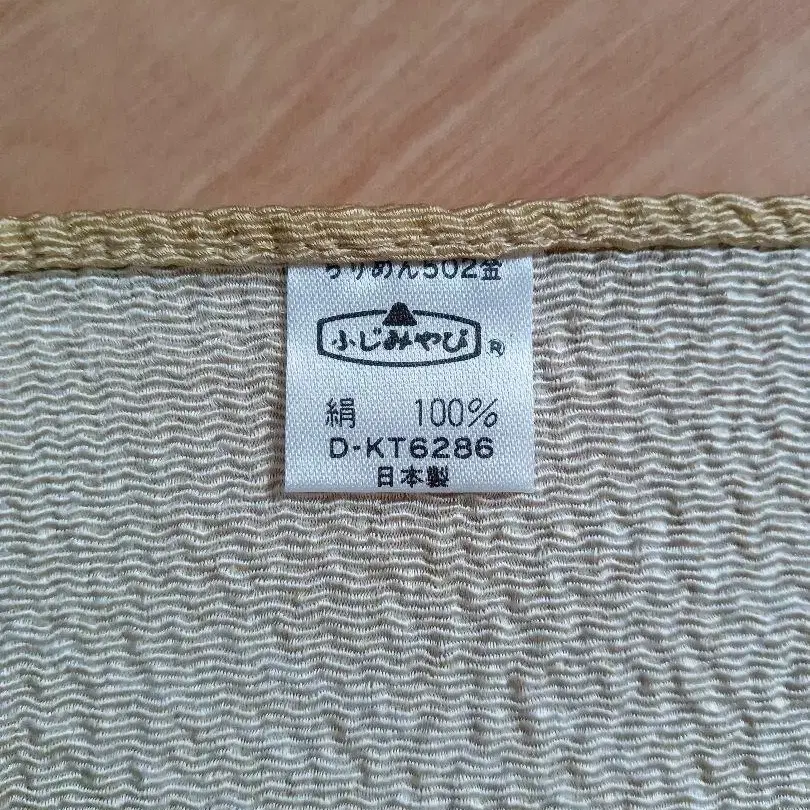 ちりめん502金
ふじみやび®
絹 100%
D-KT6286
日本製